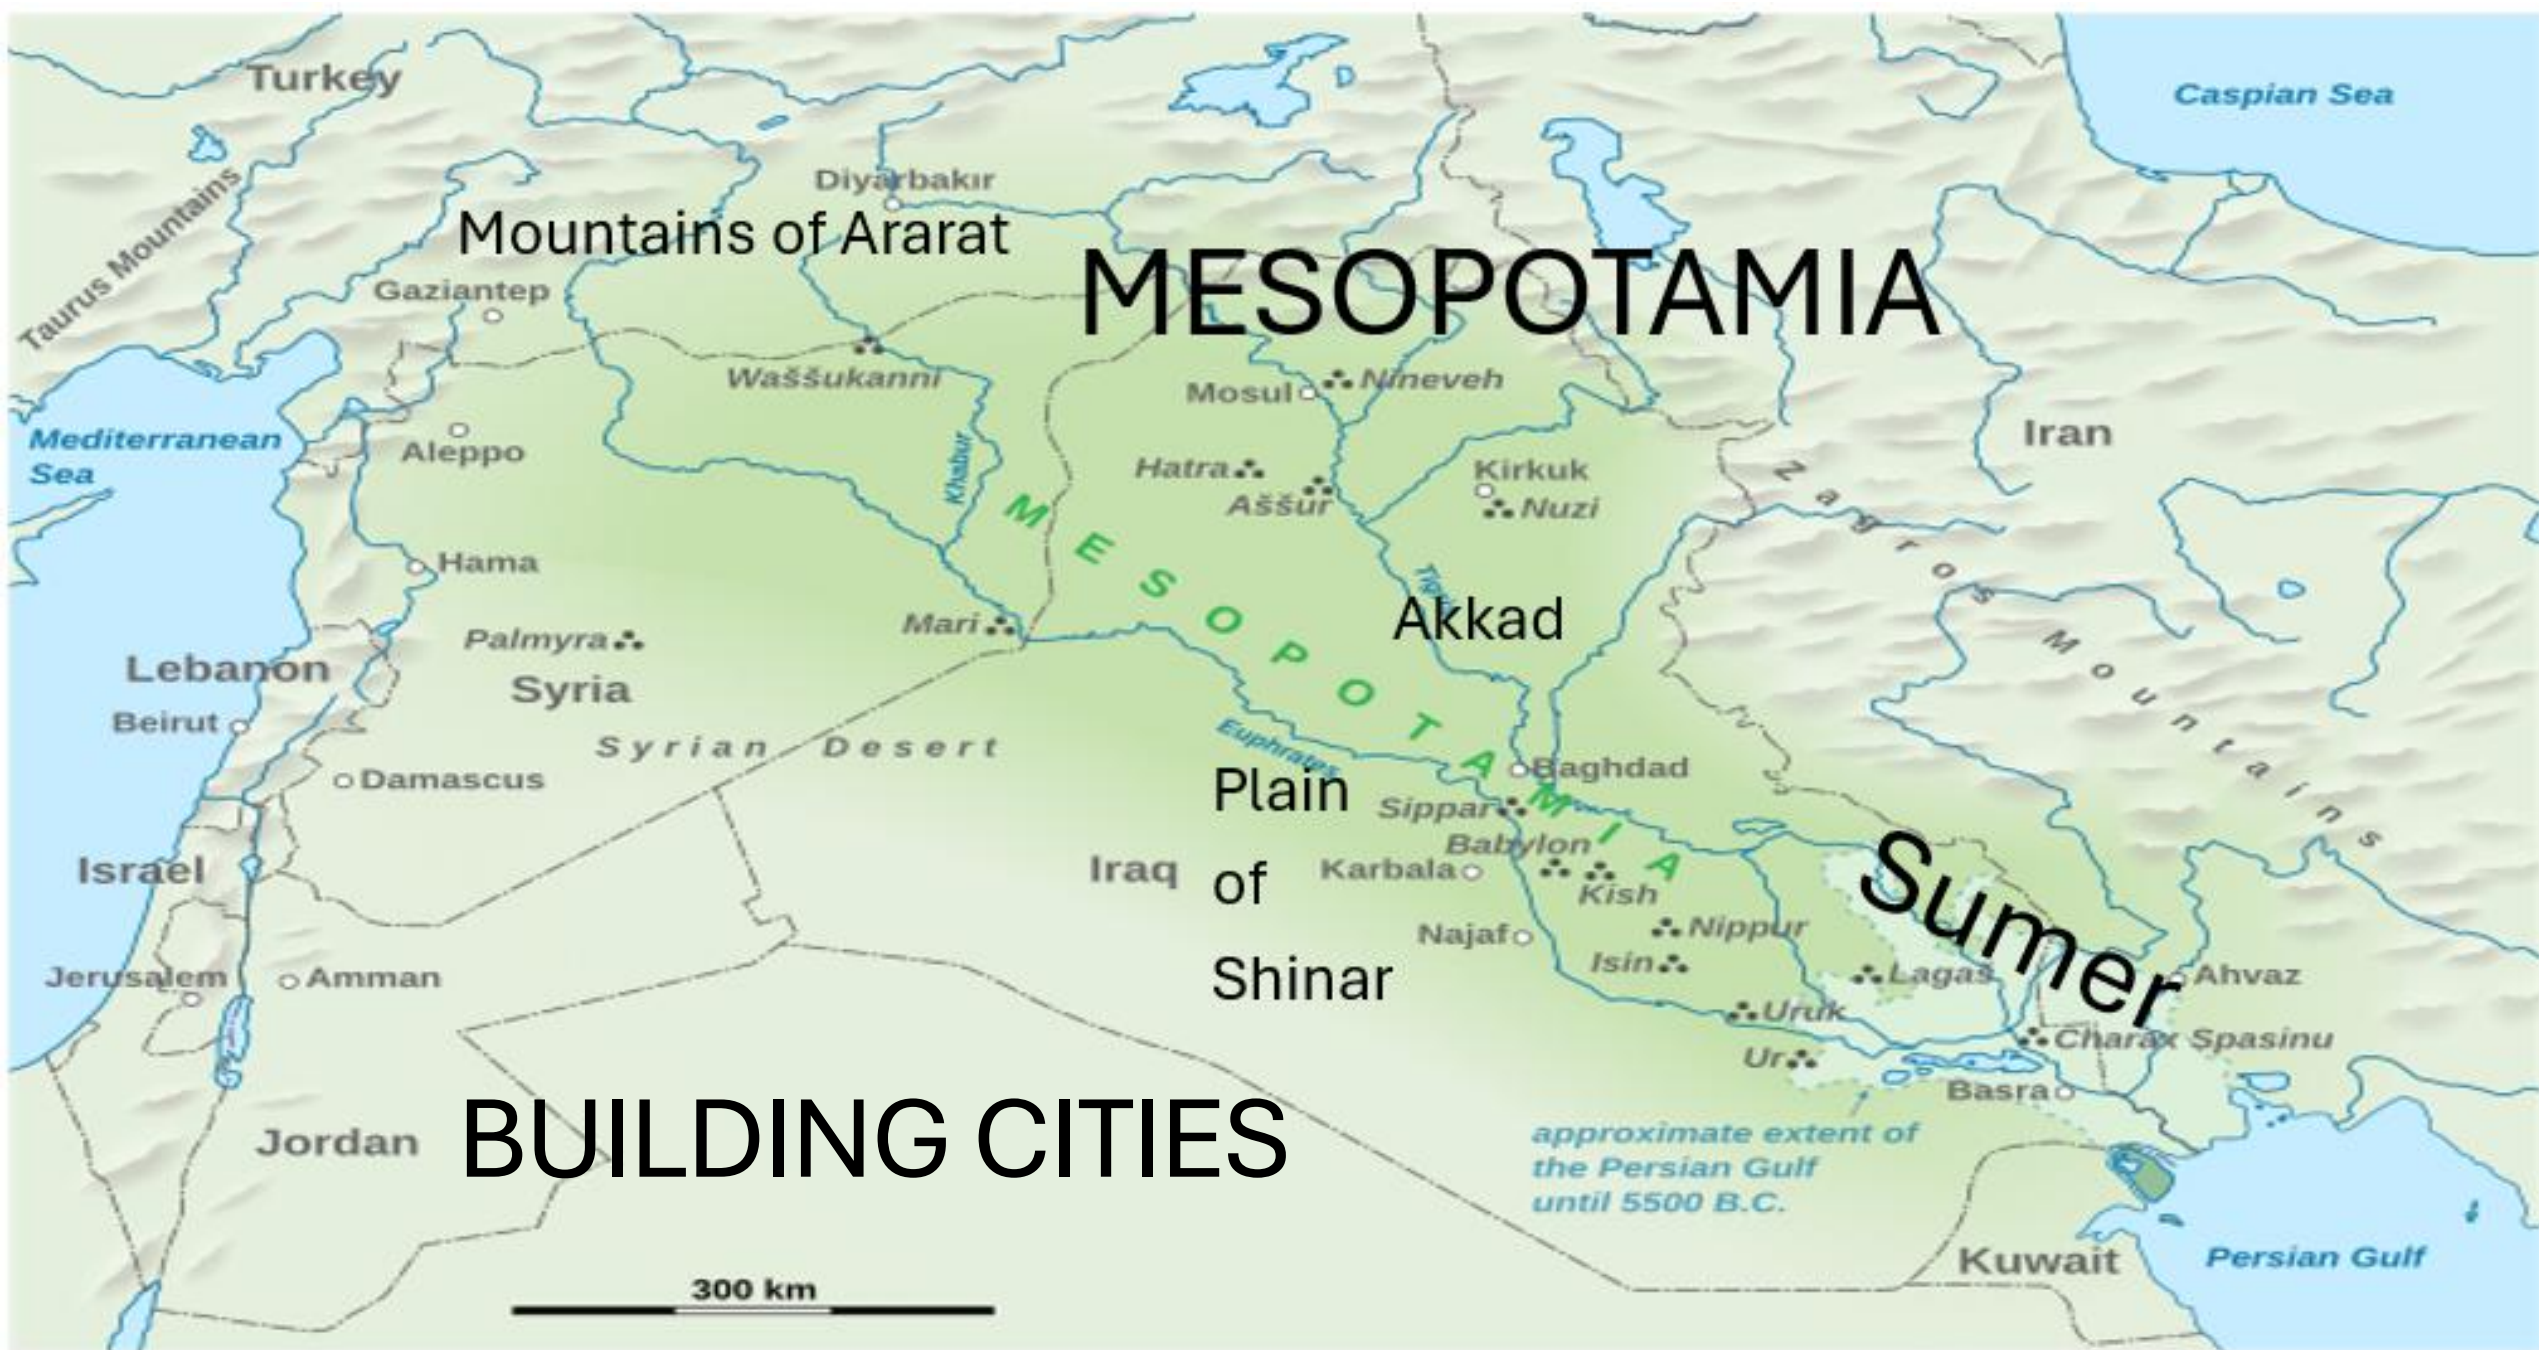 Turkey
Caspian Sea
Diyarbakır
Taurus Mountains
Mountains of Ararat
MESOPOTAMIA
Gaziantep
Waššukanni
Mosul
Nineveh
Mediterranean
Sea
Aleppo
Khabur
Hatra
Aššur
Kirkuk
Nuzi
Iran
Zagros Mountains
MESOPOTAMIA
Hama
Tigris
Akkad
Mari
Palmyra
Lebanon
Syria
Beirut
Syrian Desert
Euphrates
Damascus
Baghdad
Plain
of
Shinar
Sippar
Babylon
Israel
Iraq
Karbala
Kish
Sumer
Najaf
Nippur
Isin
Lagaš
Ahvaz
Jerusalem
Amman
Uruk
Charax Spasinu
Ur
Basra
BUILDING CITIES
Jordan
approximate extent of
the Persian Gulf
until 5500 B.C.
Kuwait
Persian Gulf
300 km